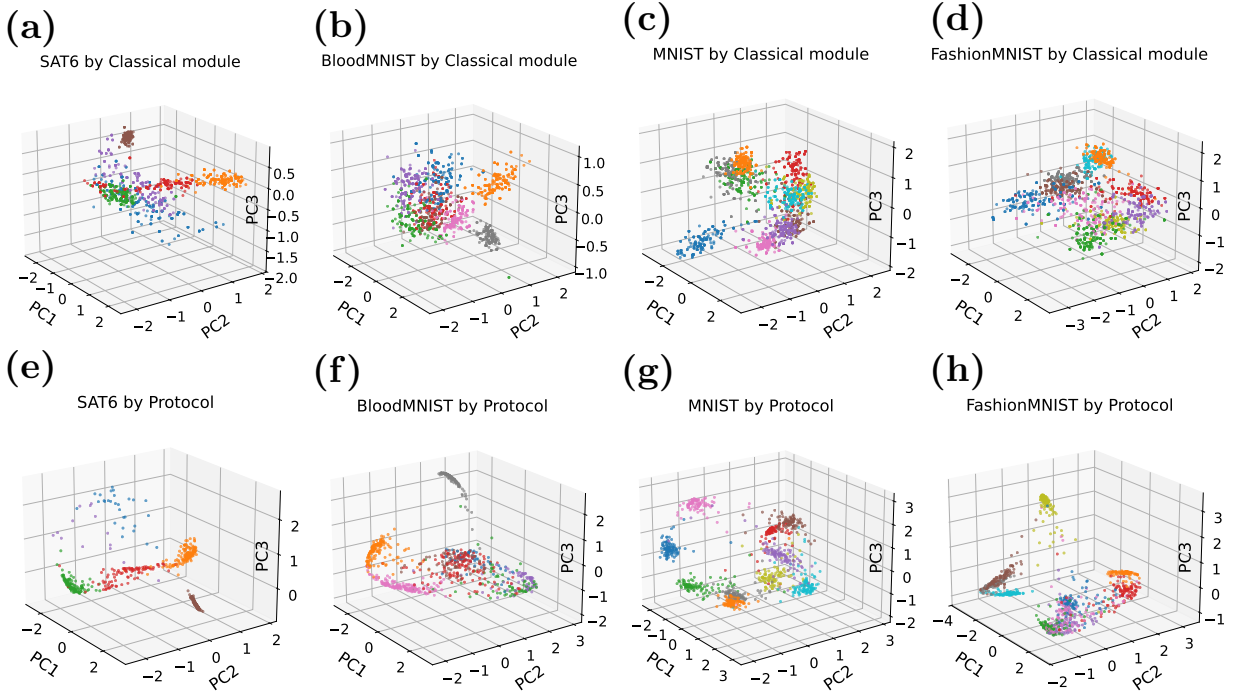 (a)
SAT6 by Classical module
0.5
0.0
−0.5
−1.0
−1.5
−2.0
PC3
−2
−1
0
1
2
PC1
−2
−1
0
1
2
PC2
(b)
BloodMNIST by Classical module
1.0
0.5
0.0
−0.5
−1.0
PC3
−2
0
2
PC1
−2
−1
0
1
2
PC2
(c)
MNIST by Classical module
2
1
0
−1
−2
PC3
−2
0
2
PC1
−2
−1
0
1
2
PC2
(d)
FashionMNIST by Classical module
2
1
0
−1
−2
PC3
−2
0
2
PC1
−3
−2
−1
0
1
2
PC2
(e)
SAT6 by Protocol
2
1
0
PC3
−2
0
2
PC1
−2
−1
0
1
2
PC2
(f)
BloodMNIST by Protocol
2
1
0
−1
−2
PC3
−2
0
2
PC1
−2
−1
0
1
2
3
PC2
(g)
MNIST by Protocol
3
2
1
0
−1
−2
PC3
−2
−1
0
1
2
3
PC1
−2
−1
0
1
2
3
PC2
(h)
FashionMNIST by Protocol
3
2
1
0
−1
PC3
−4
−2
0
2
PC1
−2
−1
0
1
2
3
PC2